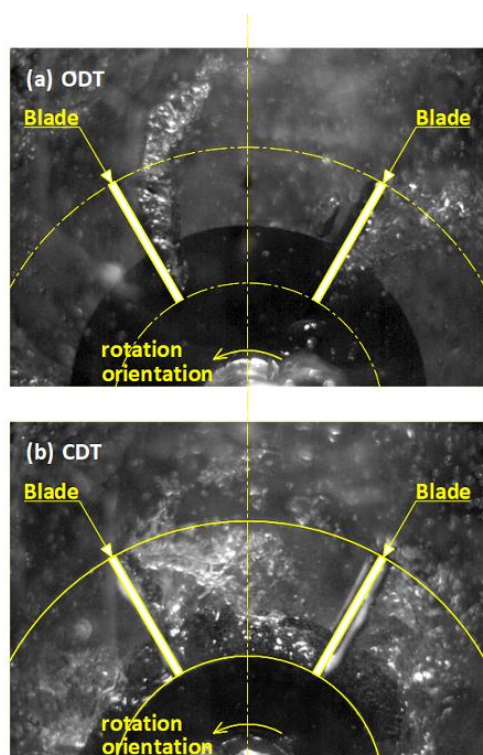 (a) ODT
Blade
Blade
rotation
orientation
(b) CDT
Blade
Blade
rotation
orientation